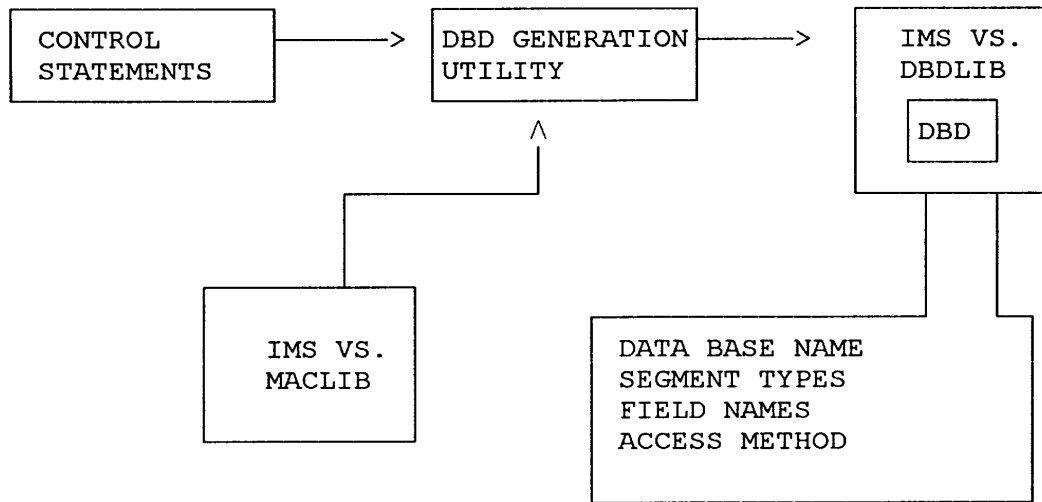 CONTROL
STATEMENTS
DBD GENERATION
UTILITY
IMS VS.
DBDLIB
DBD
IMS VS.
MACLIB
DATA BASE NAME
SEGMENT TYPES
FIELD NAMES
ACCESS METHOD